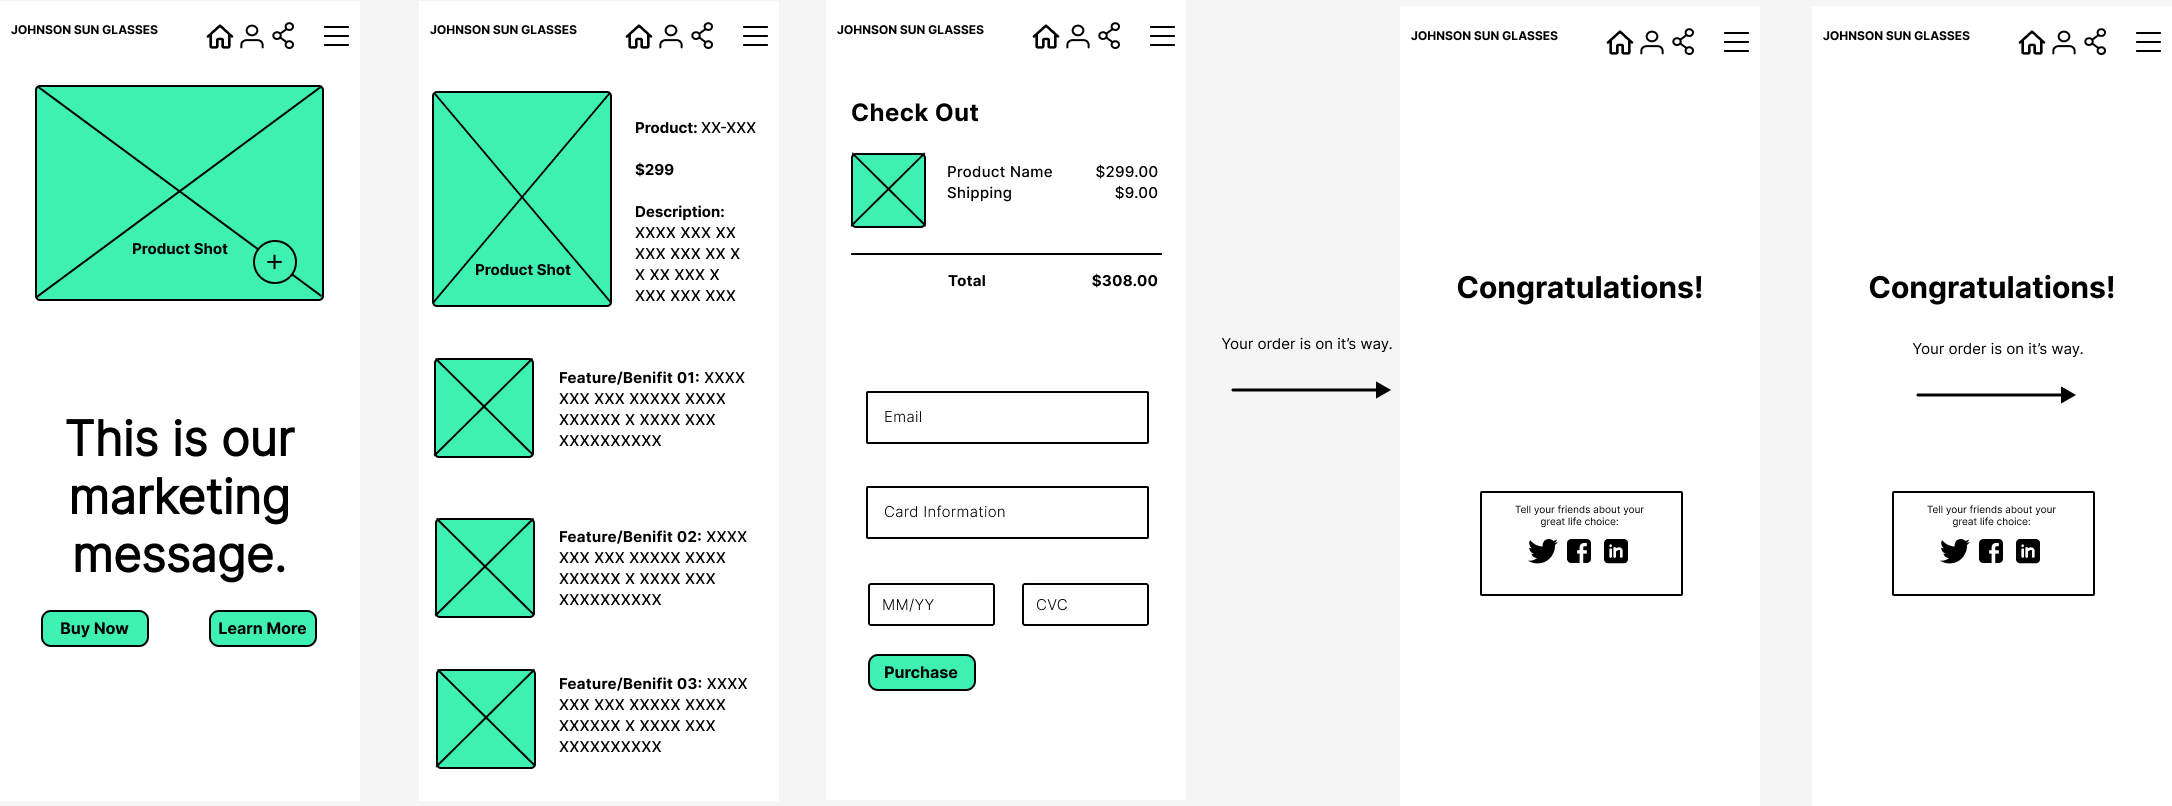 JOHNSON SUN GLASSES
Product Shot
+
This is our
marketing
message.
Buy Now
Learn More
JOHNSON SUN GLASSES
Product Shot
Product: XX-XXX
$299
Description:
XXXX XXX XX
XXX XXX XX X
X XX XXX X
XXX XXX XXX
Feature/Benifit 01: XXXX
XXX XXX XXXXX XXXX
XXXXXX X XXXX XXX
XXXXXXXXXX
Feature/Benifit 02: XXXX
XXX XXX XXXXX XXXX
XXXXXX X XXXX XXX
XXXXXXXXXX
Feature/Benifit 03: XXXX
XXX XXX XXXXX XXXX
XXXXXX X XXXX XXX
XXXXXXXXXX
JOHNSON SUN GLASSES
Check Out
Product Name $299.00
Shipping $9.00
Total $308.00
Email
Card Information
MM/YY CVC
Purchase
Your order is on it’s way.
JOHNSON SUN GLASSES
Congratulations!
Tell your friends about your
great life choice:
in
JOHNSON SUN GLASSES
Congratulations!
Your order is on it’s way.
Tell your friends about your
great life choice:
in